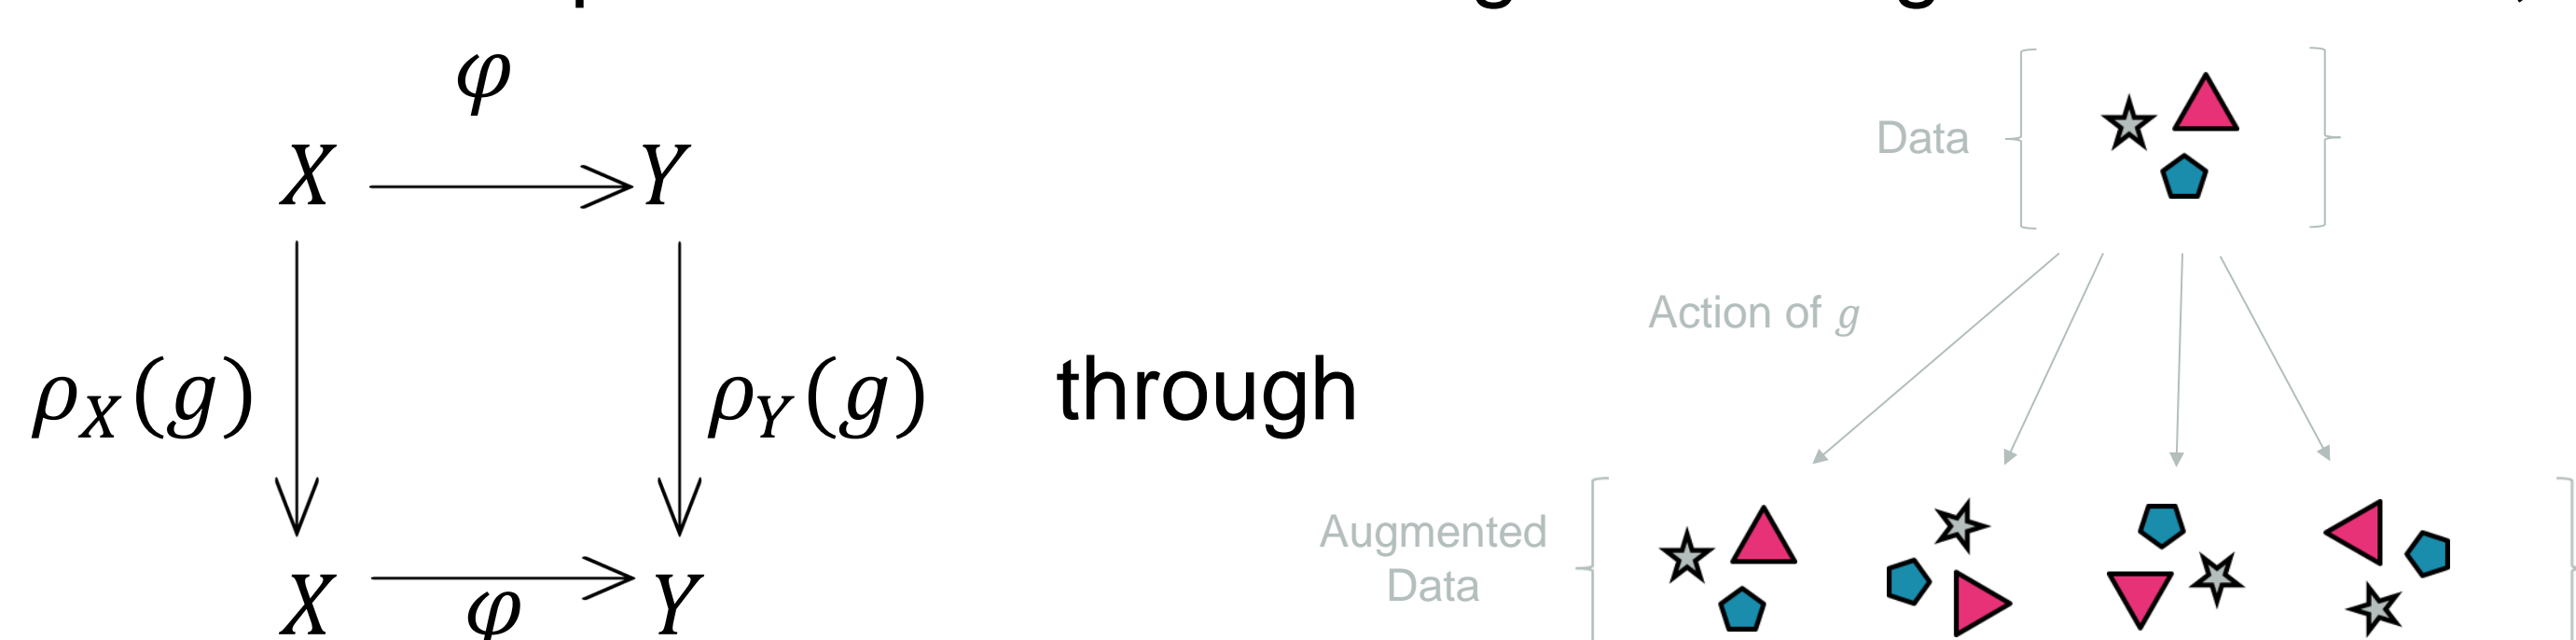 φ
X Y
ρ_X(g) ρ_Y(g)
X Y
φ
through
Data
Action of g
Augmented
Data